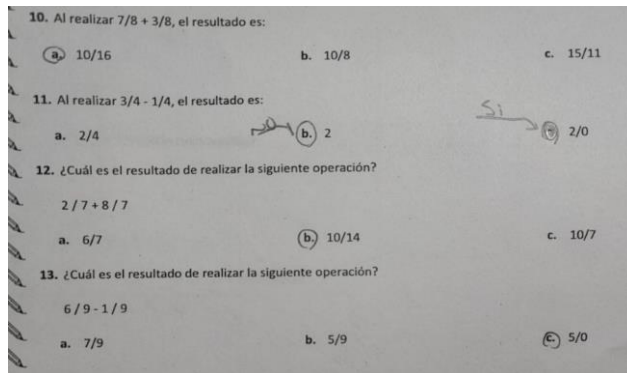 10. Al realizar 7/8 + 3/8, el resultado es:
a. 10/16 b. 10/8 c. 15/11
11. Al realizar 3/4 - 1/4, el resultado es:
Si
a. 2/4 b. 2 2/0
12. ¿Cuál es el resultado de realizar la siguiente operación?
2 / 7 + 8 / 7
a. 6/7 b. 10/14 c. 10/7
13. ¿Cuál es el resultado de realizar la siguiente operación?
6 / 9 - 1 / 9
a. 7/9 b. 5/9 c. 5/0